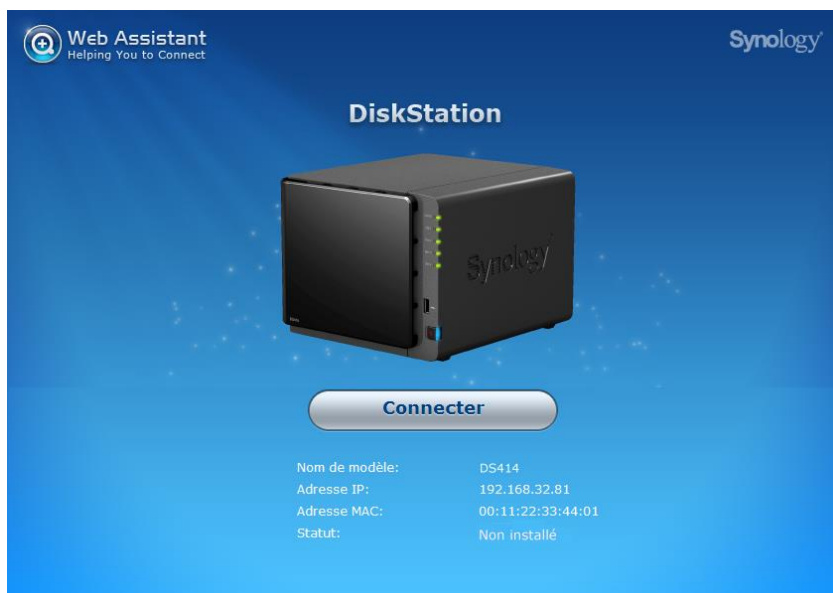 Web Assistant
Helping You to Connect
Synology
DiskStation
Synology
Connecter
Nom de modèle: DS414
Adresse IP: 192.168.32.81
Adresse MAC: 00:11:22:33:44:01
Statut: Non installé